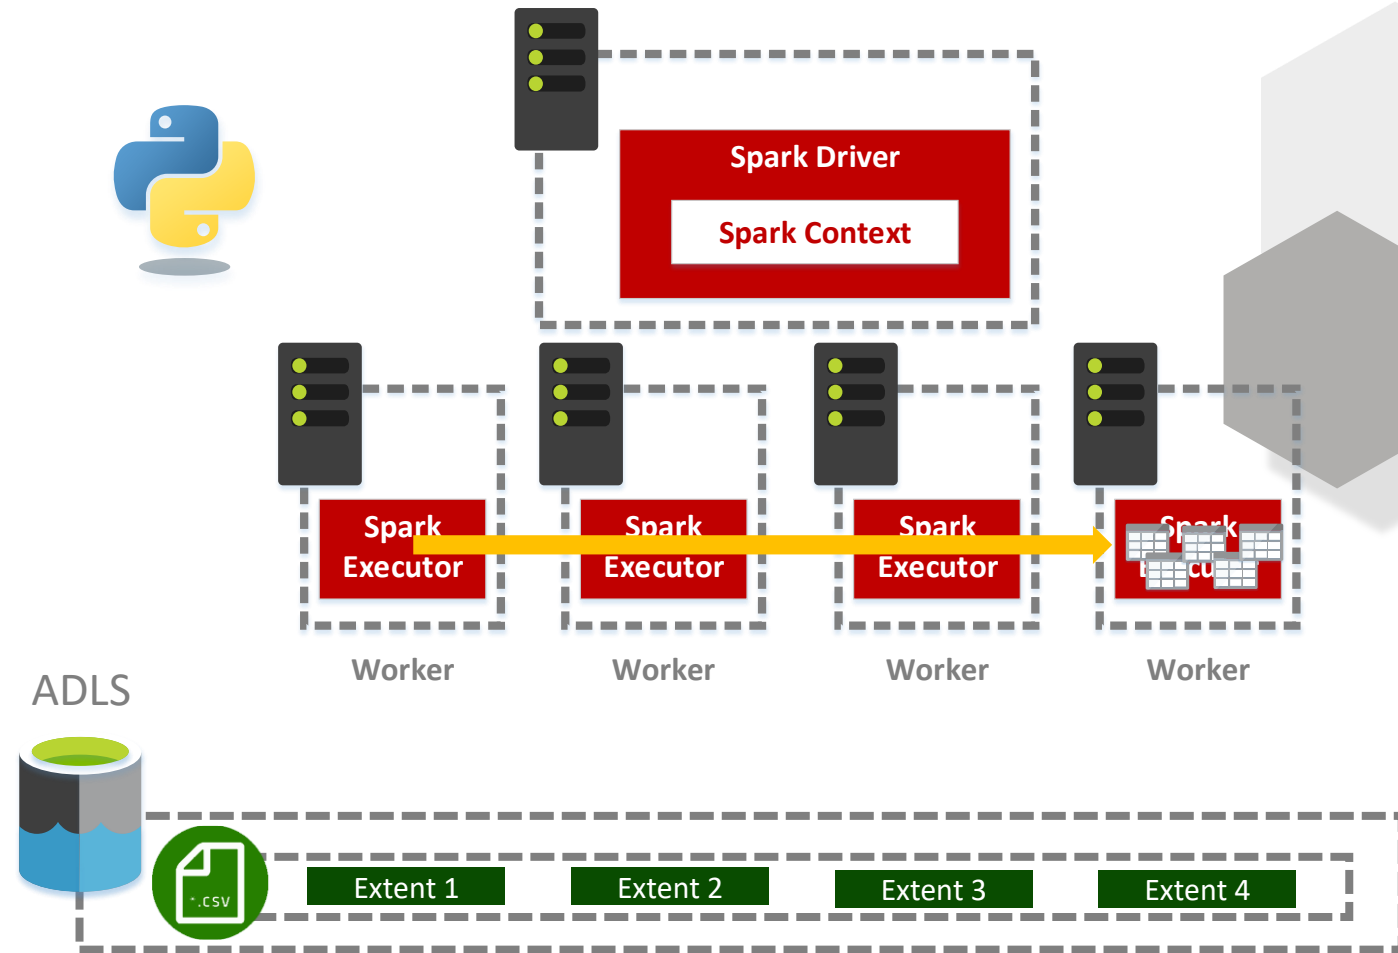 Spark Driver
Spark Context
Spark
Executor
Spark
Executor
Spark
Executor
Spark
Worker
Worker
Worker
Worker
ADLS
*.csv
Extent 1
Extent 2
Extent 3
Extent 4